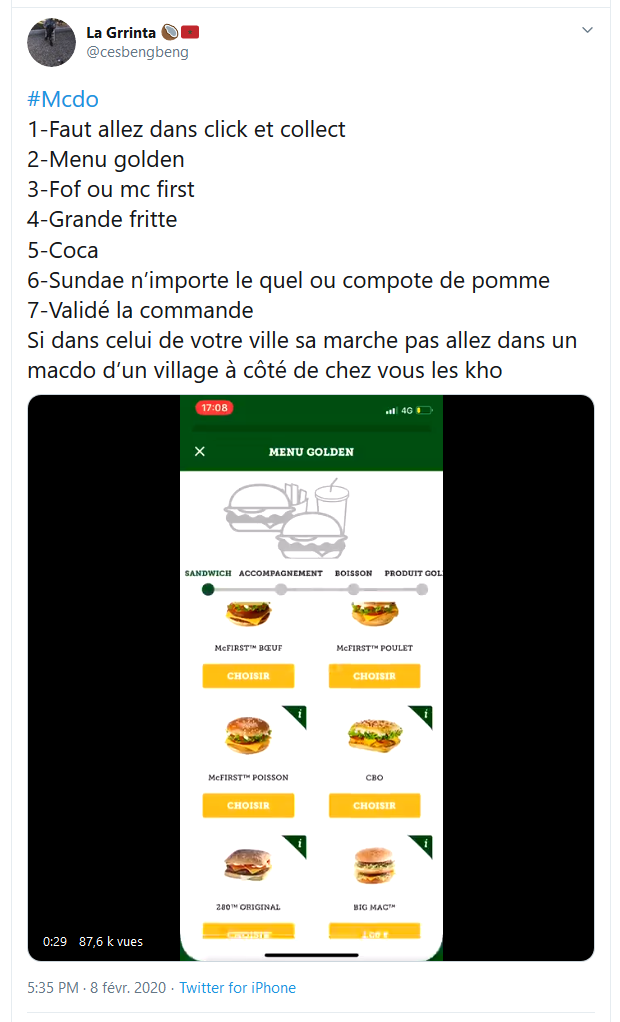 La Grrinta
@cesbengbeng
#Mcdo
1-Faut allez dans click et collect
2-Menu golden
3-Fof ou mc first
4-Grande fritte
5-Coca
6-Sundae n’importe le quel ou compote de pomme
7-Validé la commande
Si dans celui de votre ville sa marche pas allez dans un
macdo d’un village à côté de chez vous les kho
17:08 4G
MENU GOLDEN
SANDWICH ACCOMPAGNEMENT BOISSON PRODUIT GOL
McFIRST™ BŒUF McFIRST™ POULET
CHOISIR CHOISIR
i i
McFIRST™ POISSON CBO
CHOISIR CHOISIR
i i
280™ ORIGINAL BIG MAC™
CHOISIR
0:29 87,6 k vues
5:35 PM · 8 févr. 2020 · Twitter for iPhone